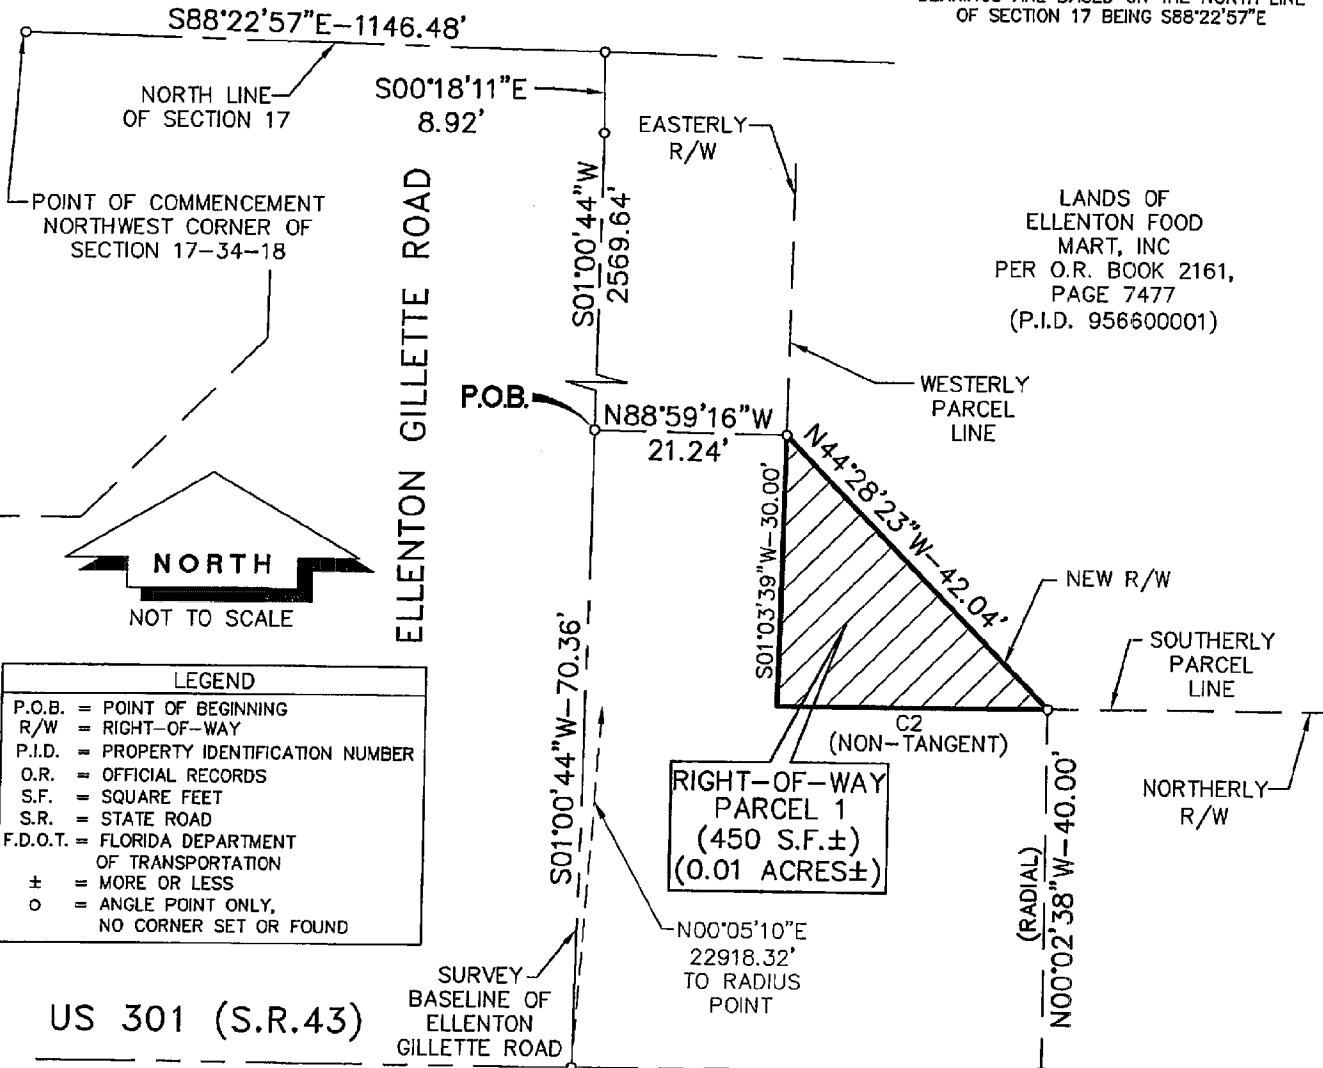 OF SECTION 17 BEING S88°22'57"E
S88°22'57"E-1146.48'
NORTH LINE
OF SECTION 17
S00°18'11"E
8.92'
EASTERLY
R/W
POINT OF COMMENCEMENT
NORTHWEST CORNER OF
SECTION 17-34-18
ELLENTON GILLETTE ROAD
S01°00'44"W
2569.64'
LANDS OF
ELLENTON FOOD
MART, INC
PER O.R. BOOK 2161,
PAGE 7477
(P.I.D. 956600001)
WESTERLY
PARCEL
LINE
P.O.B.
N88°59'16"W
21.24'
N44°28'23"W-42.04'
S01°03'39"W-30.00'
NEW R/W
SOUTHERLY
PARCEL
LINE
NORTH
NOT TO SCALE
C2
(NON-TANGENT)
RIGHT-OF-WAY
PARCEL 1
(450 S.F.±)
(0.01 ACRES±)
NORTHERLY
R/W
S01°00'44"W-70.36'
(RADIAL)
N00°02'38"W-40.00'
N00°05'10"E
22918.32'
TO RADIUS
POINT
LEGEND
P.O.B. = POINT OF BEGINNING
R/W = RIGHT-OF-WAY
P.I.D. = PROPERTY IDENTIFICATION NUMBER
O.R. = OFFICIAL RECORDS
S.F. = SQUARE FEET
S.R. = STATE ROAD
F.D.O.T. = FLORIDA DEPARTMENT
OF TRANSPORTATION
± = MORE OR LESS
o = ANGLE POINT ONLY,
NO CORNER SET OR FOUND
SURVEY
BASELINE OF
ELLENTON
GILLETTE ROAD
US 301 (S.R.43)